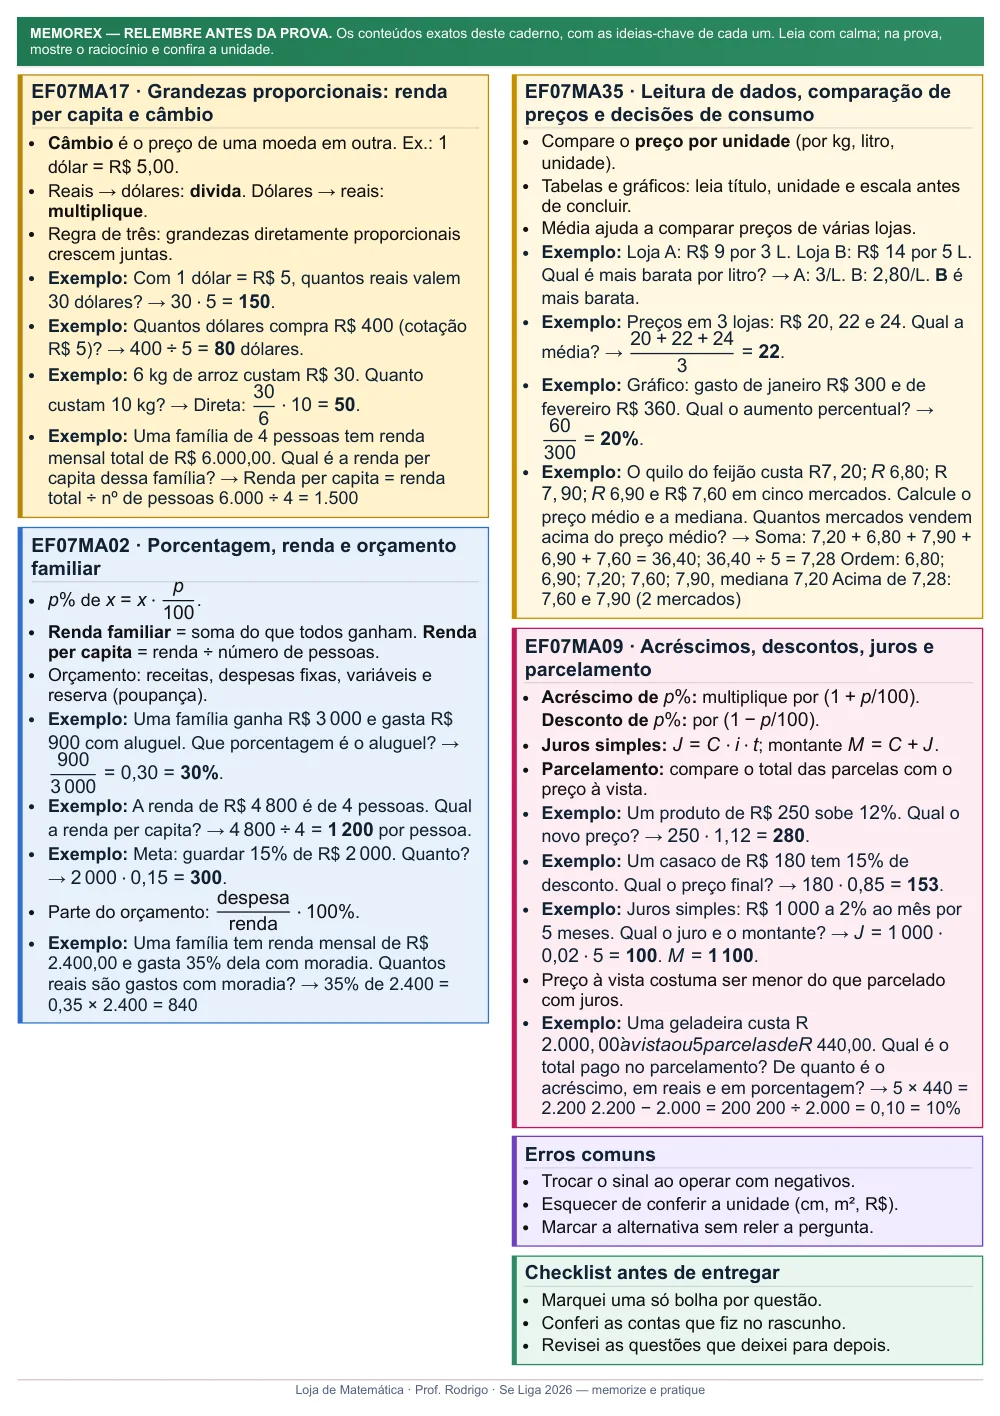 MEMOREX — RELEMBRE ANTES DA PROVA. Os conteúdos exatos deste caderno, com as ideias-chave de cada um. Leia com calma; na prova,
mostre o raciocínio e confira a unidade.
EF07MA17 · Grandezas proporcionais: renda
per capita e câmbio
• Câmbio é o preço de uma moeda em outra. Ex.: 1
dólar = R$ 5,00.
• Reais → dólares: divida. Dólares → reais:
multiplique.
• Regra de três: grandezas diretamente proporcionais
crescem juntas.
• Exemplo: Com 1 dólar = R$ 5, quantos reais valem
30 dólares? → 30 · 5 = 150.
• Exemplo: Quantos dólares compra R$ 400 (cotação
R$ 5)? → 400 ÷ 5 = 80 dólares.
• Exemplo: 6 kg de arroz custam R$ 30. Quanto
custam 10 kg? → Direta: 30/6 · 10 = 50.
• Exemplo: Uma família de 4 pessoas tem renda
mensal total de R$ 6.000,00. Qual é a renda per
capita dessa família? → Renda per capita = renda
total ÷ nº de pessoas 6.000 ÷ 4 = 1.500
EF07MA02 · Porcentagem, renda e orçamento
familiar
• p% de x = x · p/100.
• Renda familiar = soma do que todos ganham. Renda
per capita = renda ÷ número de pessoas.
• Orçamento: receitas, despesas fixas, variáveis e
reserva (poupança).
• Exemplo: Uma família ganha R$ 3 000 e gasta R$
900 com aluguel. Que porcentagem é o aluguel? →
900/3 000 = 0,30 = 30%.
• Exemplo: A renda de R$ 4 800 é de 4 pessoas. Qual
a renda per capita? → 4 800 ÷ 4 = 1 200 por pessoa.
• Exemplo: Meta: guardar 15% de R$ 2 000. Quanto?
→ 2 000 · 0,15 = 300.
• Parte do orçamento: despesa/renda · 100%.
• Exemplo: Uma família tem renda mensal de R$
2.400,00 e gasta 35% dela com moradia. Quantos
reais são gastos com moradia? → 35% de 2.400 =
0,35 × 2.400 = 840
EF07MA35 · Leitura de dados, comparação de
preços e decisões de consumo
• Compare o preço por unidade (por kg, litro,
unidade).
• Tabelas e gráficos: leia título, unidade e escala antes
de concluir.
• Média ajuda a comparar preços de várias lojas.
• Exemplo: Loja A: R$ 9 por 3 L. Loja B: R$ 14 por 5 L.
Qual é mais barata por litro? → A: 3/L. B: 2,80/L. B é
mais barata.
• Exemplo: Preços em 3 lojas: R$ 20, 22 e 24. Qual a
média? → 20 + 22 + 24/3 = 22.
• Exemplo: Gráfico: gasto de janeiro R$ 300 e de
fevereiro R$ 360. Qual o aumento percentual? →
60/300 = 20%.
• Exemplo: O quilo do feijão custa R7, 20; R 6,80; R
7, 90; R 6,90 e R$ 7,60 em cinco mercados. Calcule o
preço médio e a mediana. Quantos mercados vendem
acima do preço médio? → Soma: 7,20 + 6,80 + 7,90 +
6,90 + 7,60 = 36,40; 36,40 ÷ 5 = 7,28 Ordem: 6,80;
6,90; 7,20; 7,60; 7,90, mediana 7,20 Acima de 7,28:
7,60 e 7,90 (2 mercados)
EF07MA09 · Acréscimos, descontos, juros e
parcelamento
• Acréscimo de p%: multiplique por (1 + p/100).
Desconto de p%: por (1 − p/100).
• Juros simples: J = C · i · t; montante M = C + J.
• Parcelamento: compare o total das parcelas com o
preço à vista.
• Exemplo: Um produto de R$ 250 sobe 12%. Qual o
novo preço? → 250 · 1,12 = 280.
• Exemplo: Um casaco de R$ 180 tem 15% de
desconto. Qual o preço final? → 180 · 0,85 = 153.
• Exemplo: Juros simples: R$ 1 000 a 2% ao mês por
5 meses. Qual o juro e o montante? → J = 1 000 ·
0,02 · 5 = 100. M = 1 100.
• Preço à vista costuma ser menor do que parcelado
com juros.
• Exemplo: Uma geladeira custa R
2.000, 00àvistaou5parcelasdeR 440,00. Qual é o
total pago no parcelamento? De quanto é o
acréscimo, em reais e em porcentagem? → 5 × 440 =
2.200 2.200 − 2.000 = 200 200 ÷ 2.000 = 0,10 = 10%
Erros comuns
• Trocar o sinal ao operar com negativos.
• Esquecer de conferir a unidade (cm, m², R$).
• Marcar a alternativa sem reler a pergunta.
Checklist antes de entregar
• Marquei uma só bolha por questão.
• Conferi as contas que fiz no rascunho.
• Revisei as questões que deixei para depois.
Loja de Matemática · Prof. Rodrigo · Se Liga 2026 — memorize e pratique